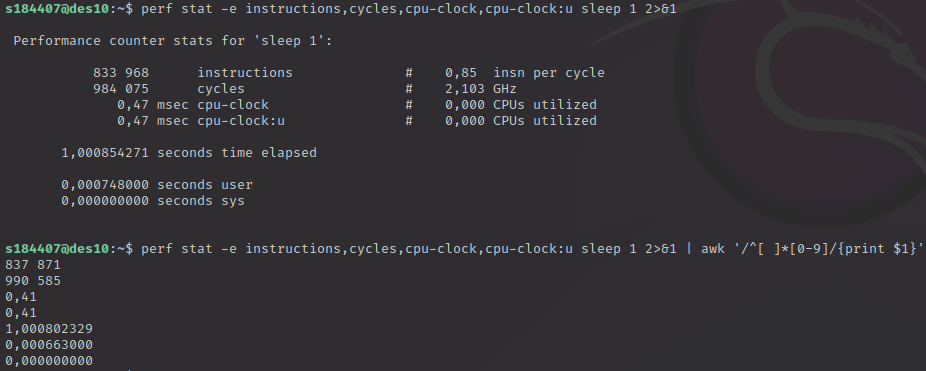 s184407@des10:~$ perf stat -e instructions,cycles,cpu-clock,cpu-clock:u sleep 1 2>&1
Performance counter stats for 'sleep 1':
833 968 instructions # 0,85 insn per cycle
984 075 cycles # 2,103 GHz
0,47 msec cpu-clock # 0,000 CPUs utilized
0,47 msec cpu-clock:u # 0,000 CPUs utilized
1,000854271 seconds time elapsed
0,000748000 seconds user
0,000000000 seconds sys
s184407@des10:~$ perf stat -e instructions,cycles,cpu-clock,cpu-clock:u sleep 1 2>&1 | awk '/^[ ]*[0-9]/{print $1}'
837 871
990 585
0,41
0,41
1,000802329
0,000663000
0,000000000